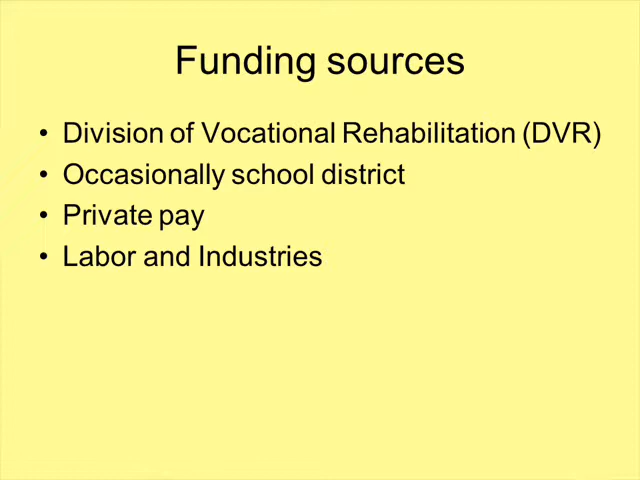 Funding sources
• Division of Vocational Rehabilitation (DVR)
• Occasionally school district
• Private pay
• Labor and Industries